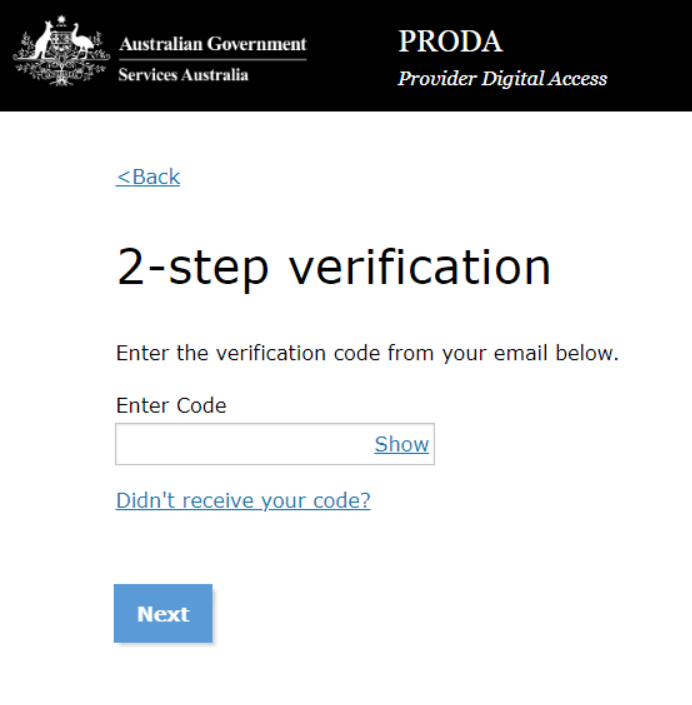 Australian Government
Services Australia
PRODA
Provider Digital Access
<Back
2-step verification
Enter the verification code from your email below.
Enter Code
Show
Didn't receive your code?
Next